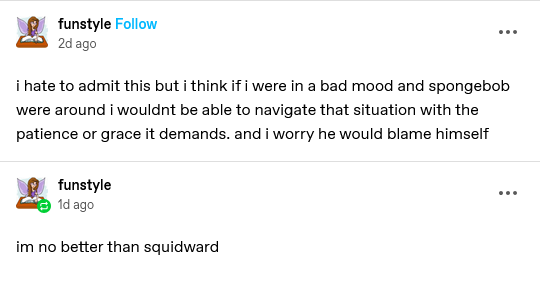 funstyle Follow
2d ago
i hate to admit this but i think if i were in a bad mood and spongebob
were around i wouldnt be able to navigate that situation with the
patience or grace it demands. and i worry he would blame himself
funstyle
1d ago
im no better than squidward